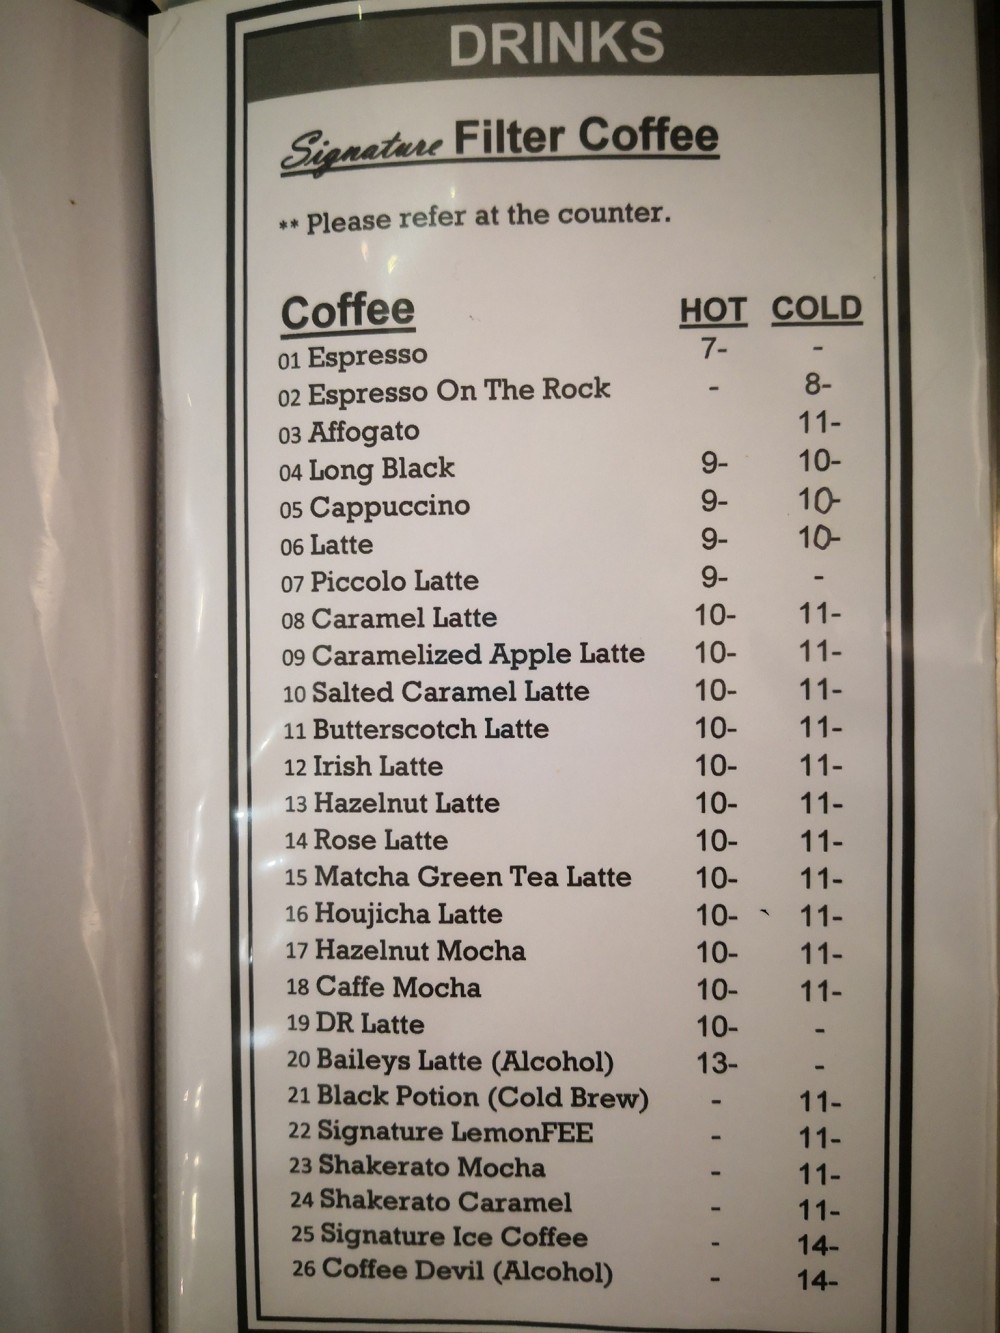 DRINKS
Signature Filter Coffee
** Please refer at the counter.
Coffee HOT COLD
01 Espresso 7- -
02 Espresso On The Rock - 8-
03 Affogato 11-
04 Long Black 9- 10-
05 Cappuccino 9- 10-
06 Latte 9- 10-
07 Piccolo Latte 9- -
08 Caramel Latte 10- 11-
09 Caramelized Apple Latte 10- 11-
10 Salted Caramel Latte 10- 11-
11 Butterscotch Latte 10- 11-
12 Irish Latte 10- 11-
13 Hazelnut Latte 10- 11-
14 Rose Latte 10- 11-
15 Matcha Green Tea Latte 10- 11-
16 Houjicha Latte 10- 11-
17 Hazelnut Mocha 10- 11-
18 Caffe Mocha 10- 11-
19 DR Latte 10- -
20 Baileys Latte (Alcohol) 13- -
21 Black Potion (Cold Brew) - 11-
22 Signature LemonFEE - 11-
23 Shakerato Mocha - 11-
24 Shakerato Caramel - 11-
25 Signature Ice Coffee - 14-
26 Coffee Devil (Alcohol) - 14-